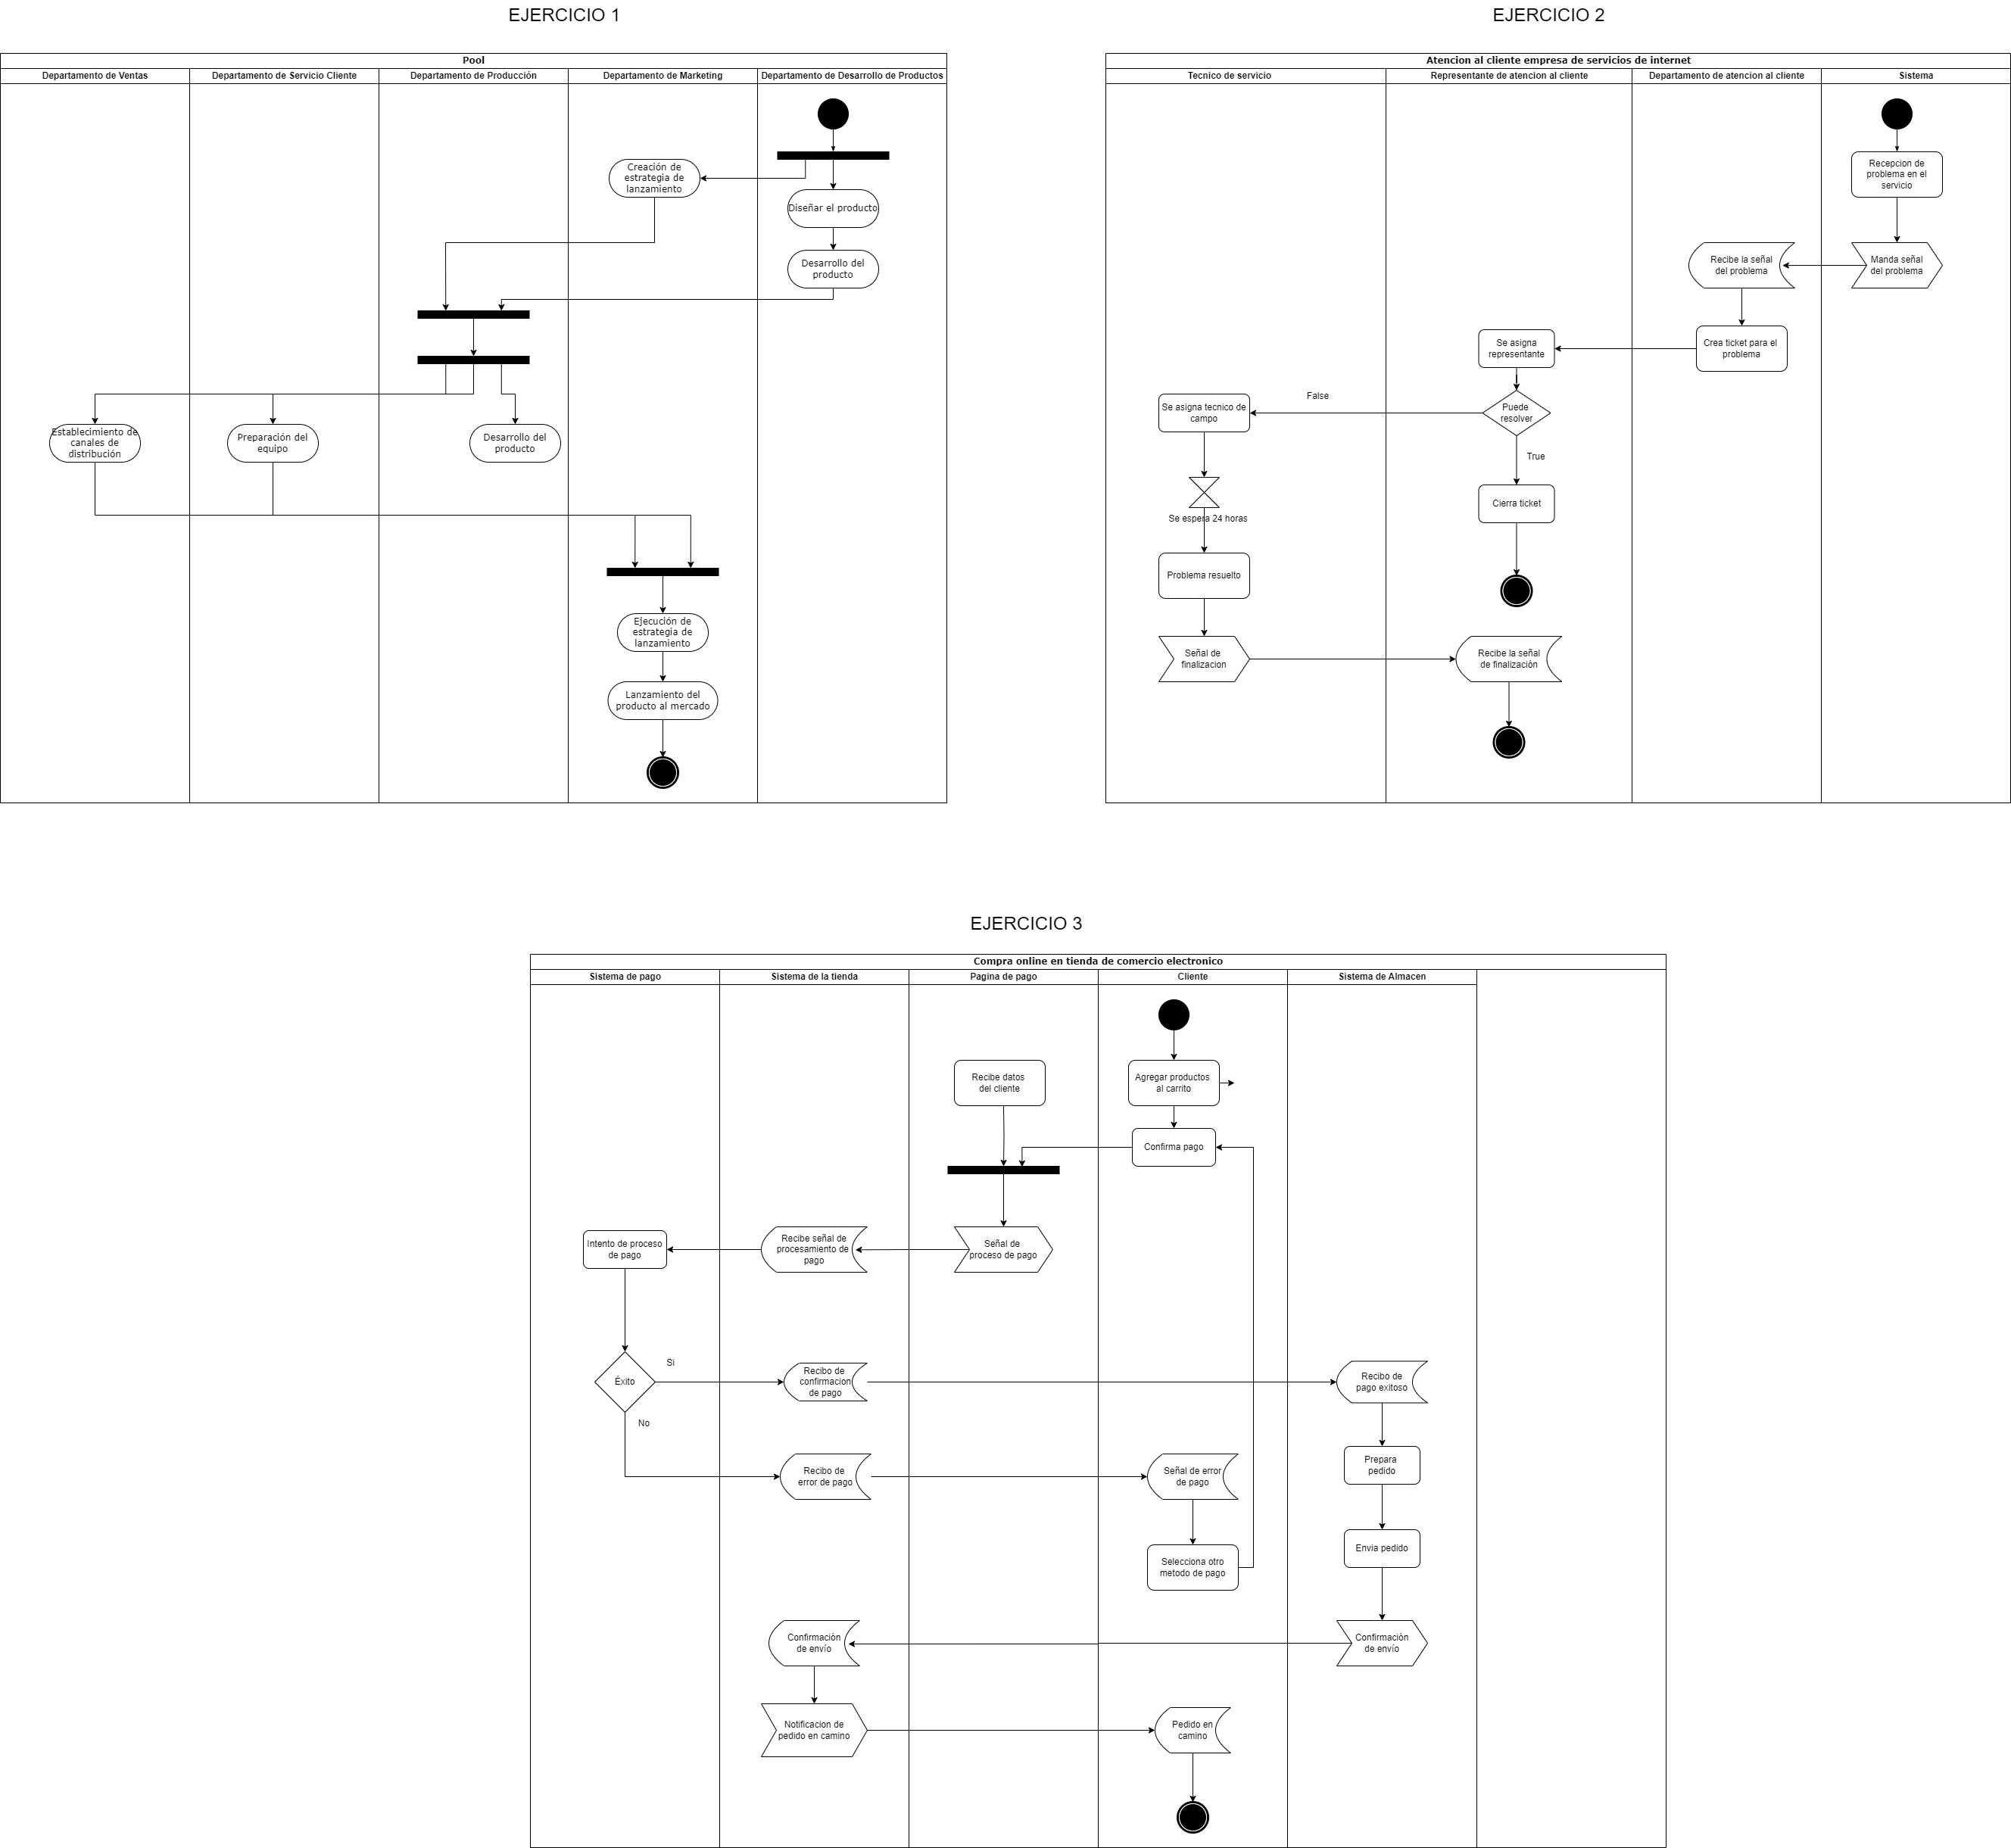 EJERCICIO 1
Pool
Departamento de Ventas
Departamento de Servicio Cliente
Departamento de Producción
Departamento de Marketing
Departamento de Desarrollo de Productos
Creación de
estrategia de
lanzamiento
Diseñar el producto
Desarrollo del
producto
Establecimiento de
canales de
distribución
Preparación del
equipo
Desarrollo del
producto
Ejecución de
estrategia de
lanzamiento
Lanzamiento del
producto al mercado
EJERCICIO 2
Atencion al cliente empresa de servicios de internet
Tecnico de servicio
Representante de atencion al cliente
Departamento de atencion al cliente
Sistema
Recepcion de
problema en el
servicio
Recibe la señal
del problema
Manda señal
del problema
Se asigna
representante
Crea ticket para el
problema
False
Se asigna tecnico de
campo
Puede
resolver
True
Cierra ticket
Se espera 24 horas
Problema resuelto
Señal de
finalizacion
Recibe la señal
de finalización
EJERCICIO 3
Compra online en tienda de comercio electronico
Sistema de pago
Sistema de la tienda
Pagina de pago
Cliente
Sistema de Almacen
Recibe datos
del cliente
Agregar productos
al carrito
Confirma pago
Intento de proceso
de pago
Recibe señal de
procesamiento de
pago
Señal de
proceso de pago
Si
Éxito
Recibo de
confirmacion
de pago
Recibo de
pago exitoso
No
Recibo de
error de pago
Señal de error
de pago
Prepara
pedido
Envia pedido
Selecciona otro
metodo de pago
Confirmación
de envío
Confirmación
de envío
Notificacion de
pedido en camino
Pedido en
camino